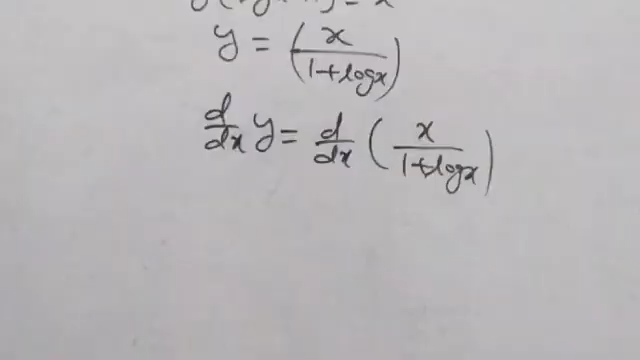 y = (x/(1+logx))
d/dx y = d/dx (x/(1+logx))